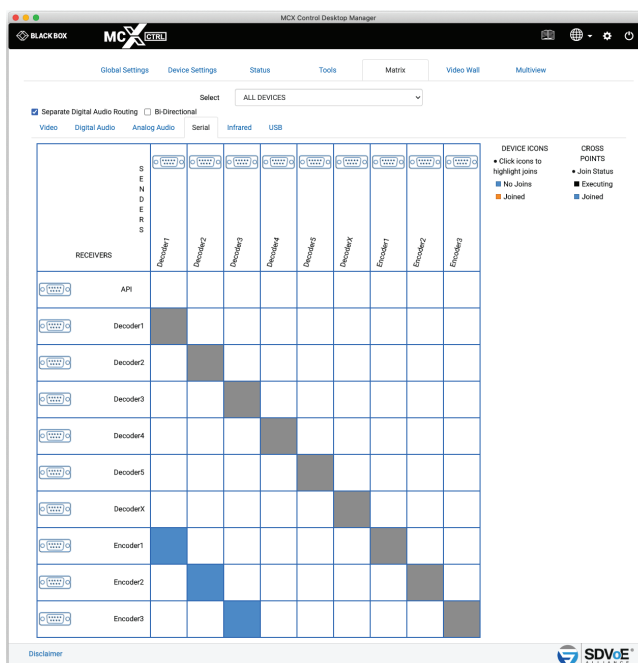 MCX Control Desktop Manager
BLACK BOX MCX CTRL
Global Settings Device Settings Status Tools Matrix Video Wall Multiview
Select ALL DEVICES
Separate Digital Audio Routing Bi-Directional
Video Digital Audio Analog Audio Serial Infrared USB
SENDERS
Decoder1 Decoder2 Decoder3 Decoder4 Decoder5 DecoderX Encoder1 Encoder2 Encoder3
RECEIVERS
DEVICE ICONS
• Click icons to
highlight joins
No Joins
Joined
CROSS
POINTS
• Join Status
Executing
Joined
API
Decoder1
Decoder2
Decoder3
Decoder4
Decoder5
DecoderX
Encoder1
Encoder2
Encoder3
Disclaimer
SDVoE
ALLIANCE